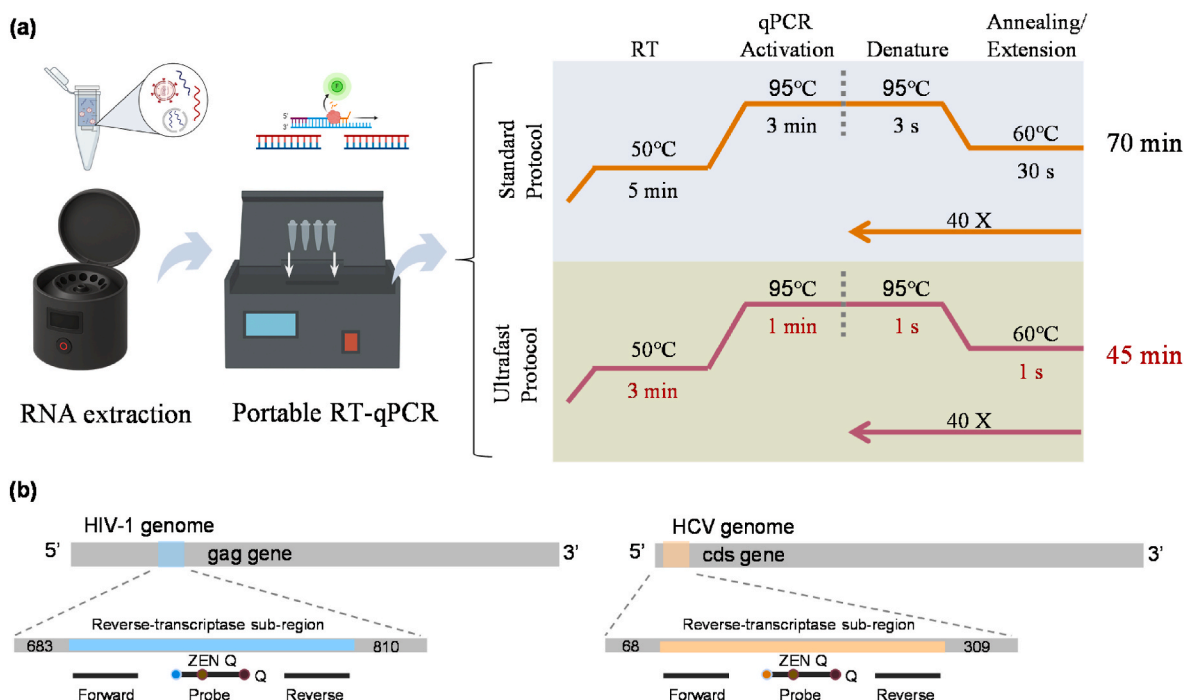 (a)
RT
qPCR
Activation
Denature
Annealing/
Extension
5'
3'
RNA extraction
Portable RT-qPCR
Standard
Protocol
50°C
5 min
95°C
3 min
95°C
3 s
60°C
30 s
40 X
70 min
Ultrafast
Protocol
50°C
3 min
95°C
1 min
95°C
1 s
60°C
1 s
40 X
45 min
(b)
HIV-1 genome
5’
gag gene
3’
Reverse-transcriptase sub-region
683
810
ZEN Q
Q
Forward
Probe
Reverse
HCV genome
5’
cds gene
3’
Reverse-transcriptase sub-region
68
309
ZEN Q
Q
Forward
Probe
Reverse